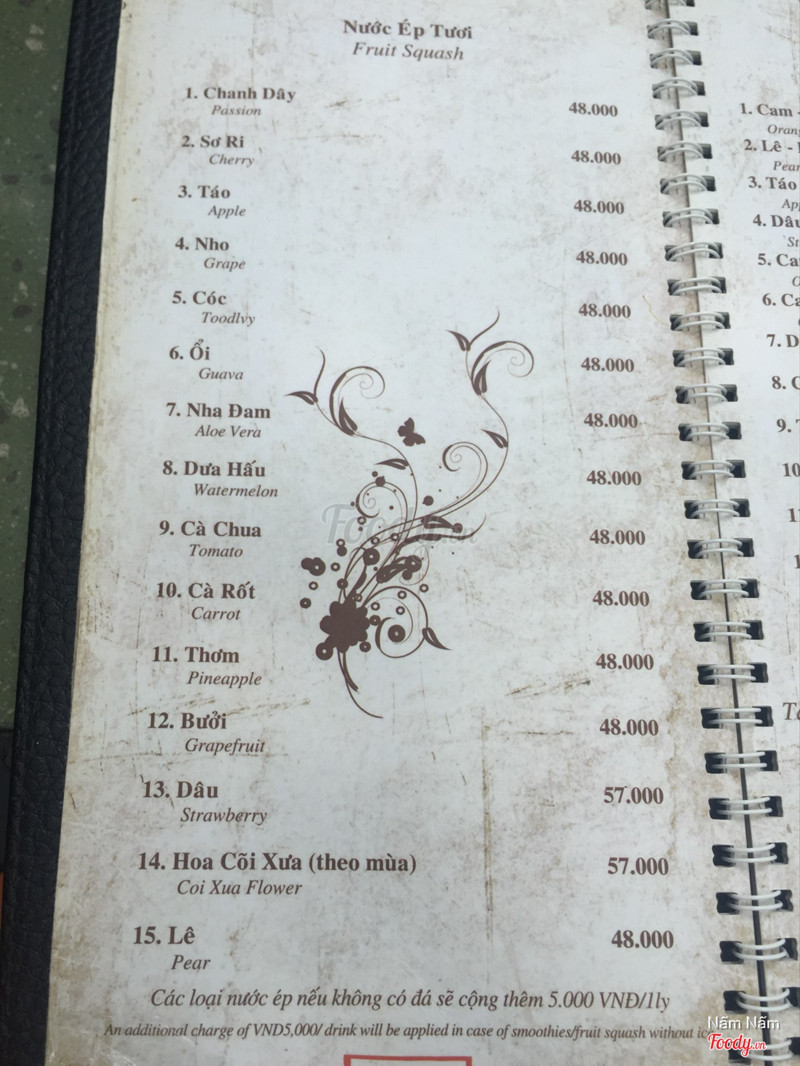 Nước Ép Tươi
Fruit Squash
1. Chanh Dây
Passion
48.000
2. Sơ Ri
Cherry
48.000
3. Táo
Apple
48.000
4. Nho
Grape
48.000
5. Cóc
Toodlvy
48.000
6. Ổi
Guava
48.000
7. Nha Đam
Aloe Vera
48.000
8. Dưa Hấu
Watermelon
48.000
9. Cà Chua
Tomato
48.000
10. Cà Rốt
Carrot
48.000
11. Thơm
Pineapple
48.000
12. Bưởi
Grapefruit
48.000
13. Dâu
Strawberry
57.000
14. Hoa Cõi Xưa (theo mùa)
Coi Xua Flower
57.000
15. Lê
Pear
48.000
Các loại nước ép nếu không có đá sẽ cộng thêm 5.000 VNĐ/1ly
An additional charge of VND5,000/ drink will be applied in case of smoothies/fruit squash without
1. Cam -
2. Lê -
Pear
3. Táo
4. Dâu
5.
6.
7.
8.
9.
10
11
Nấm Nấm
Foody.vn